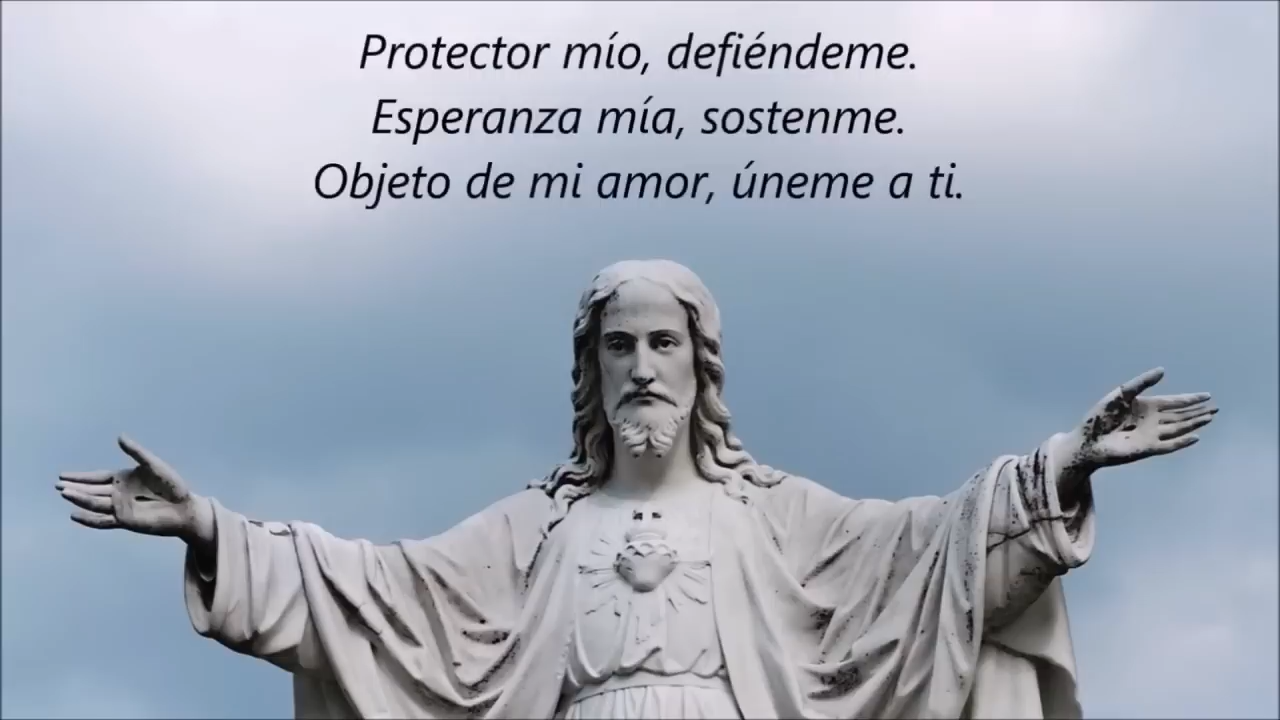 Protector mío, defiéndeme.
Esperanza mía, sostenme.
Objeto de mi amor, úneme a ti.